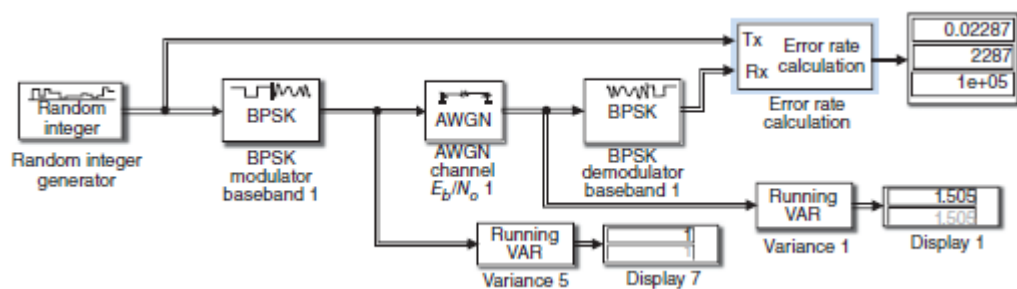 Tx
Rx
Error rate
calculation
Error rate
calculation
0.02287
2287
1e+05
Random
integer
Random integer
generator
BPSK
BPSK
modulator
baseband 1
AWGN
AWGN
channel
Eb/No 1
BPSK
BPSK
demodulator
baseband 1
Running
VAR
Variance 1
1.505
1.505
Display 1
Running
VAR
Variance 5
1
1
Display 7